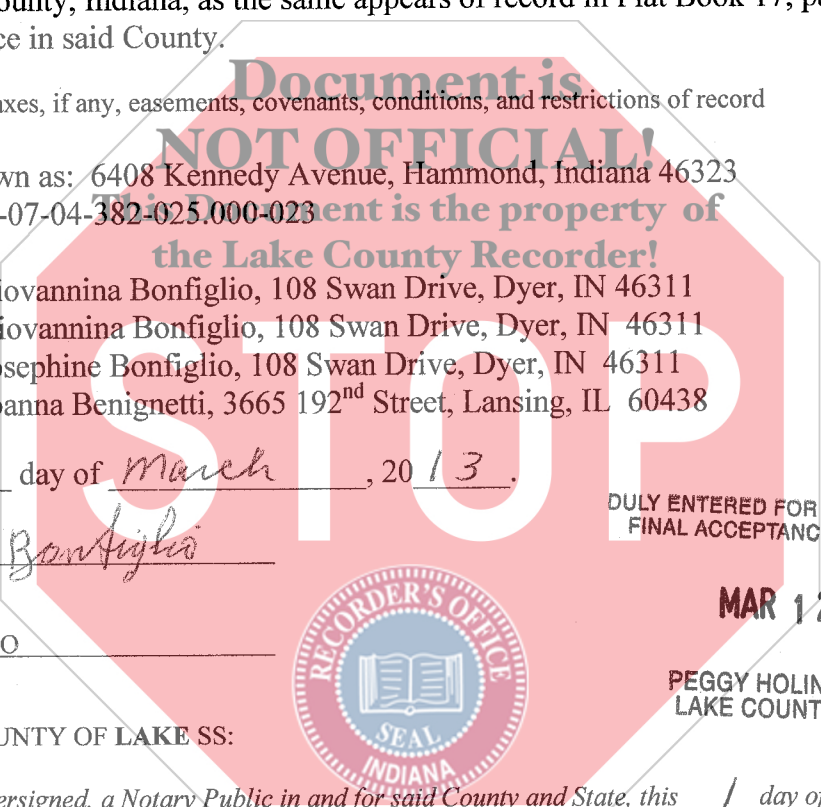 ounty, Indiana, as the same appears of record in Plat Book 17, p
ce in said County.
Document is
axes, if any, easements, covenants, conditions, and restrictions of record
NOT OFFICIAL!
wn as: 6408 Kennedy Avenue, Hammond, Indiana 46323
-07-04-382-025.000-023
This Document is the property of
the Lake County Recorder!
iovannina Bonfiglio, 108 Swan Drive, Dyer, IN 46311
iovannina Bonfiglio, 108 Swan Drive, Dyer, IN 46311
osephine Bonfiglio, 108 Swan Drive, Dyer, IN 46311
oanna Benignetti, 3665 192nd Street, Lansing, IL 60438
STOP
day of March, 2013.
DULY ENTERED FOR
FINAL ACCEPTANC
Bonfiglio
MAR 12
O
RECORDER'S OFFICE
SEAL
INDIANA
PEGGY HOLIN
LAKE COUNT
UNTY OF LAKE SS:
ersigned, a Notary Public in and for said County and State, this 1 day of